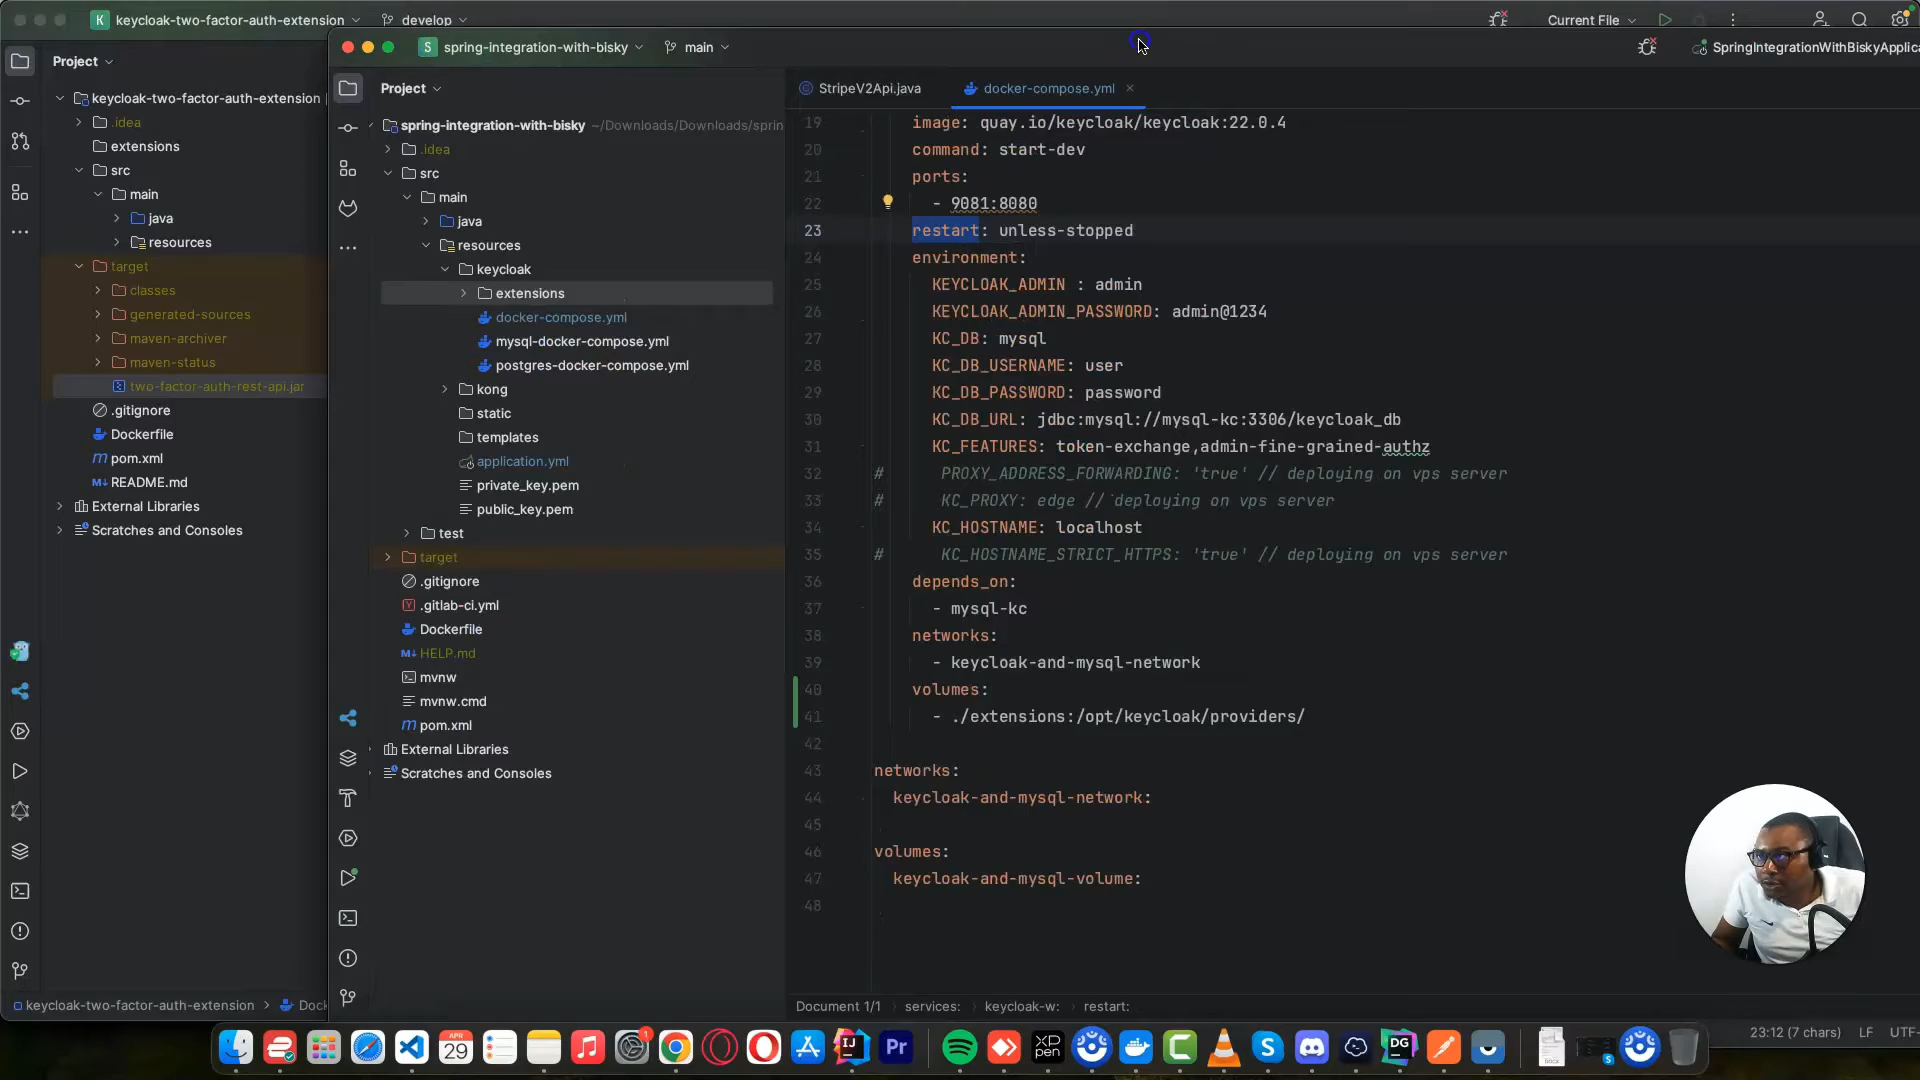 K keycloak-two-factor-auth-extension develop Current File
S spring-integration-with-bisky main SpringIntegrationWithBiskyApplica
Project
keycloak-two-factor-auth-extension
.idea
extensions
src
main
java
resources
target
classes
generated-sources
maven-archiver
maven-status
two-factor-auth-rest-api.jar
.gitignore
Dockerfile
pom.xml
README.md
External Libraries
Scratches and Consoles
Project
spring-integration-with-bisky ~/Downloads/Downloads/sprin
.idea
src
main
java
resources
keycloak
extensions
docker-compose.yml
mysql-docker-compose.yml
postgres-docker-compose.yml
kong
static
templates
application.yml
private_key.pem
public_key.pem
test
target
.gitignore
.gitlab-ci.yml
Dockerfile
HELP.md
mvnw
mvnw.cmd
pom.xml
External Libraries
Scratches and Consoles
StripeV2Api.java docker-compose.yml
19 image: quay.io/keycloak/keycloak:22.0.4
20 command: start-dev
21 ports:
22 - 9081:8080
23 restart: unless-stopped
24 environment:
25 KEYCLOAK_ADMIN : admin
26 KEYCLOAK_ADMIN_PASSWORD: admin@1234
27 KC_DB: mysql
28 KC_DB_USERNAME: user
29 KC_DB_PASSWORD: password
30 KC_DB_URL: jdbc:mysql://mysql-kc:3306/keycloak_db
31 KC_FEATURES: token-exchange,admin-fine-grained-authz
32 # PROXY_ADDRESS_FORWARDING: 'true' // deploying on vps server
33 # KC_PROXY: edge // deploying on vps server
34 KC_HOSTNAME: localhost
35 # KC_HOSTNAME_STRICT_HTTPS: 'true' // deploying on vps server
36 depends_on:
37 - mysql-kc
38 networks:
39 - keycloak-and-mysql-network
40 volumes:
41 - ./extensions:/opt/keycloak/providers/
42
43 networks:
44 keycloak-and-mysql-network:
45
46 volumes:
47 keycloak-and-mysql-volume:
48
keycloak-two-factor-auth-extension > Dock
Document 1/1 > services: > keycloak-w: > restart:
23:12 (7 chars) LF UTF-
APR
29
1
IJ
Pr
XP
PEN
DG